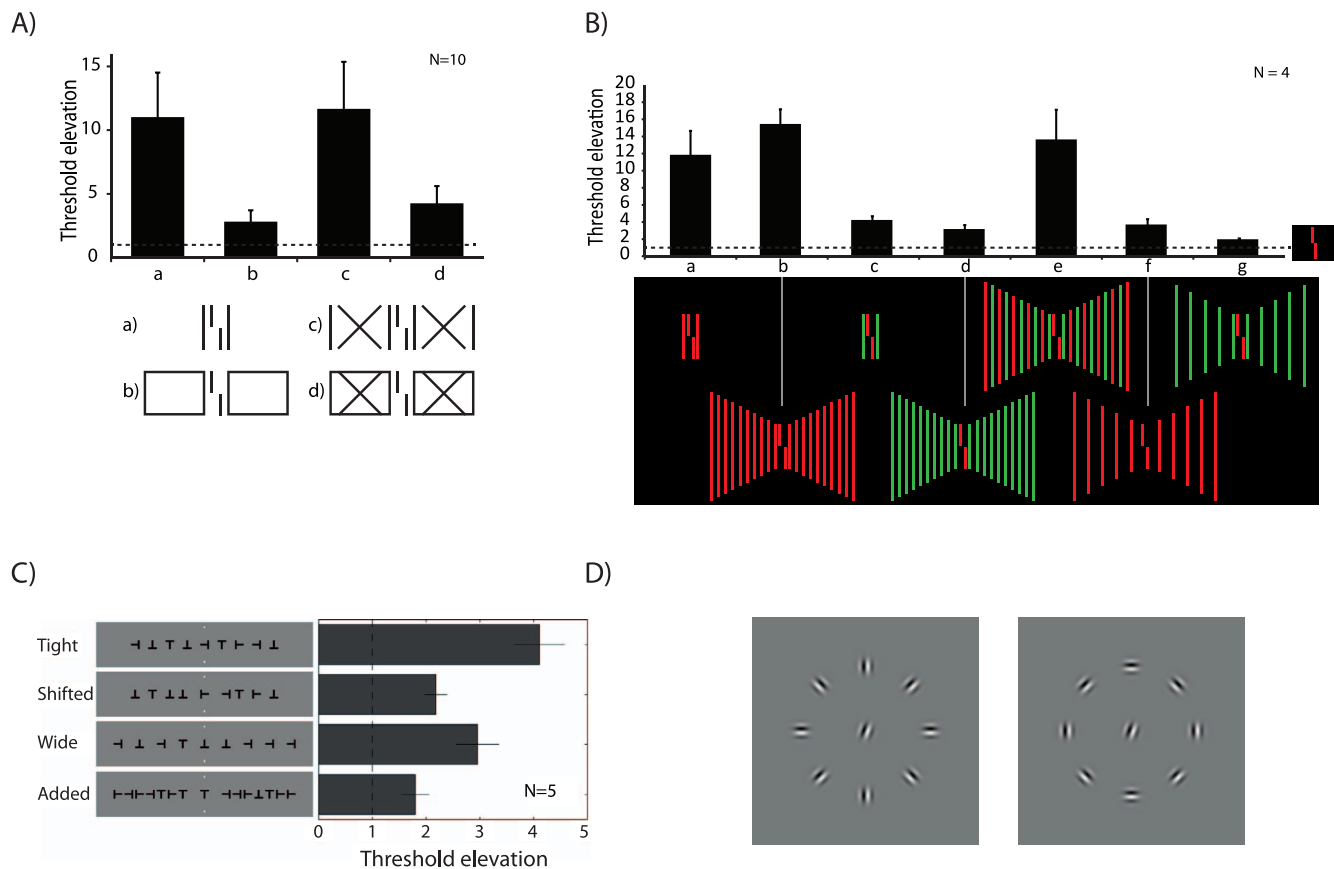 A)
Threshold elevation
15
10
5
0
N=10
a b c d
a)
b)
c)
d)
B)
Threshold elevation
20
18
16
14
12
10
8
6
4
2
0
N = 4
a b c d e f g
C)
Tight
Shifted
Wide
Added
N=5
0 1 2 3 4 5
Threshold elevation
D)